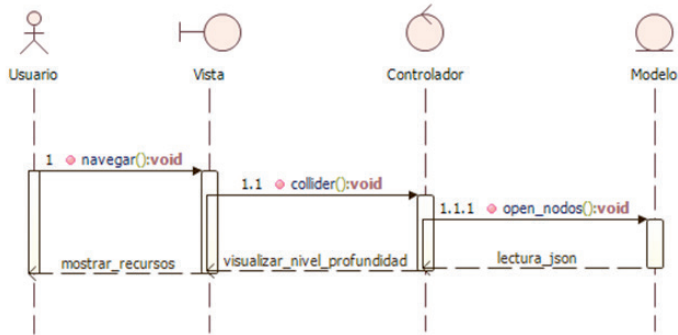 Usuario
Vista
Controlador
Modelo
1 navegar():void
1.1 collider():void
1.1.1 open_nodos():void
mostrar_recursos
visualizar_nivel_profundidad
lectura_json